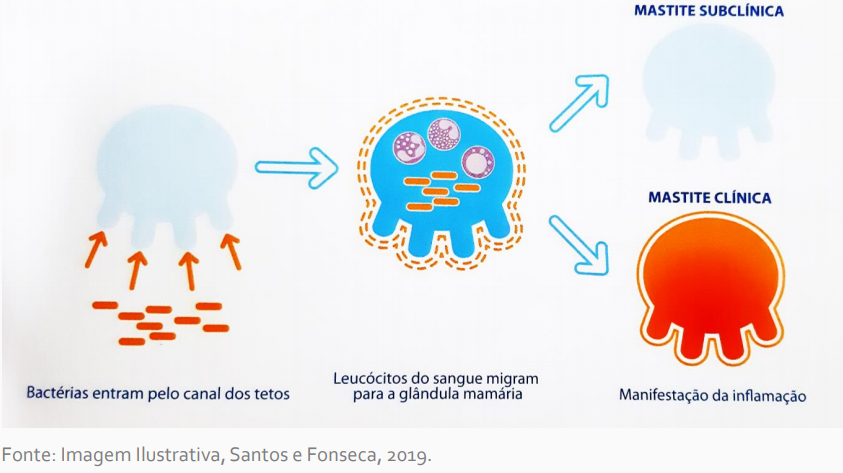 MASTITE SUBCLÍNICA
MASTITE CLÍNICA
Bactérias entram pelo canal dos tetos
Leucócitos do sangue migram
para a glândula mamária
Manifestação da inflamação
Fonte: Imagem Ilustrativa, Santos e Fonseca, 2019.